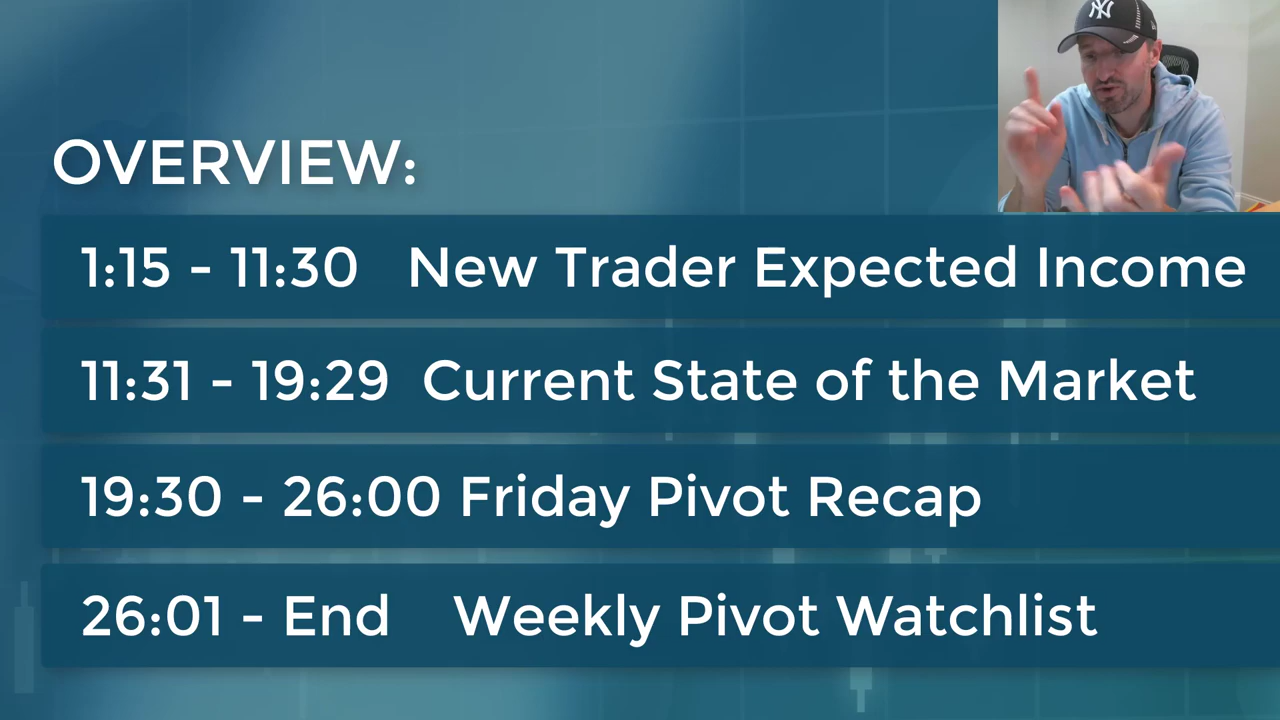 NY
OVERVIEW:
1:15 - 11:30 New Trader Expected Income
11:31 - 19:29 Current State of the Market
19:30 - 26:00 Friday Pivot Recap
26:01 - End Weekly Pivot Watchlist